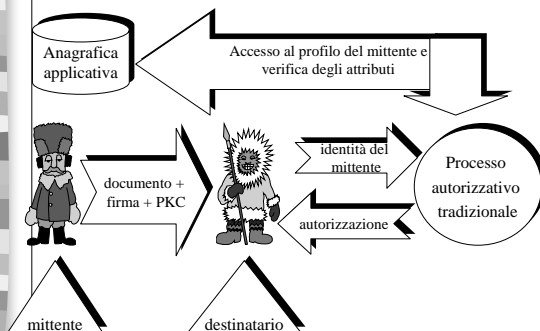 Anagrafica
applicativa
Accesso al profilo del mittente e
verifica degli attributi
documento +
firma + PKC
identità del
mittente
autorizzazione
Processo
autorizzativo
tradizionale
mittente
destinatario